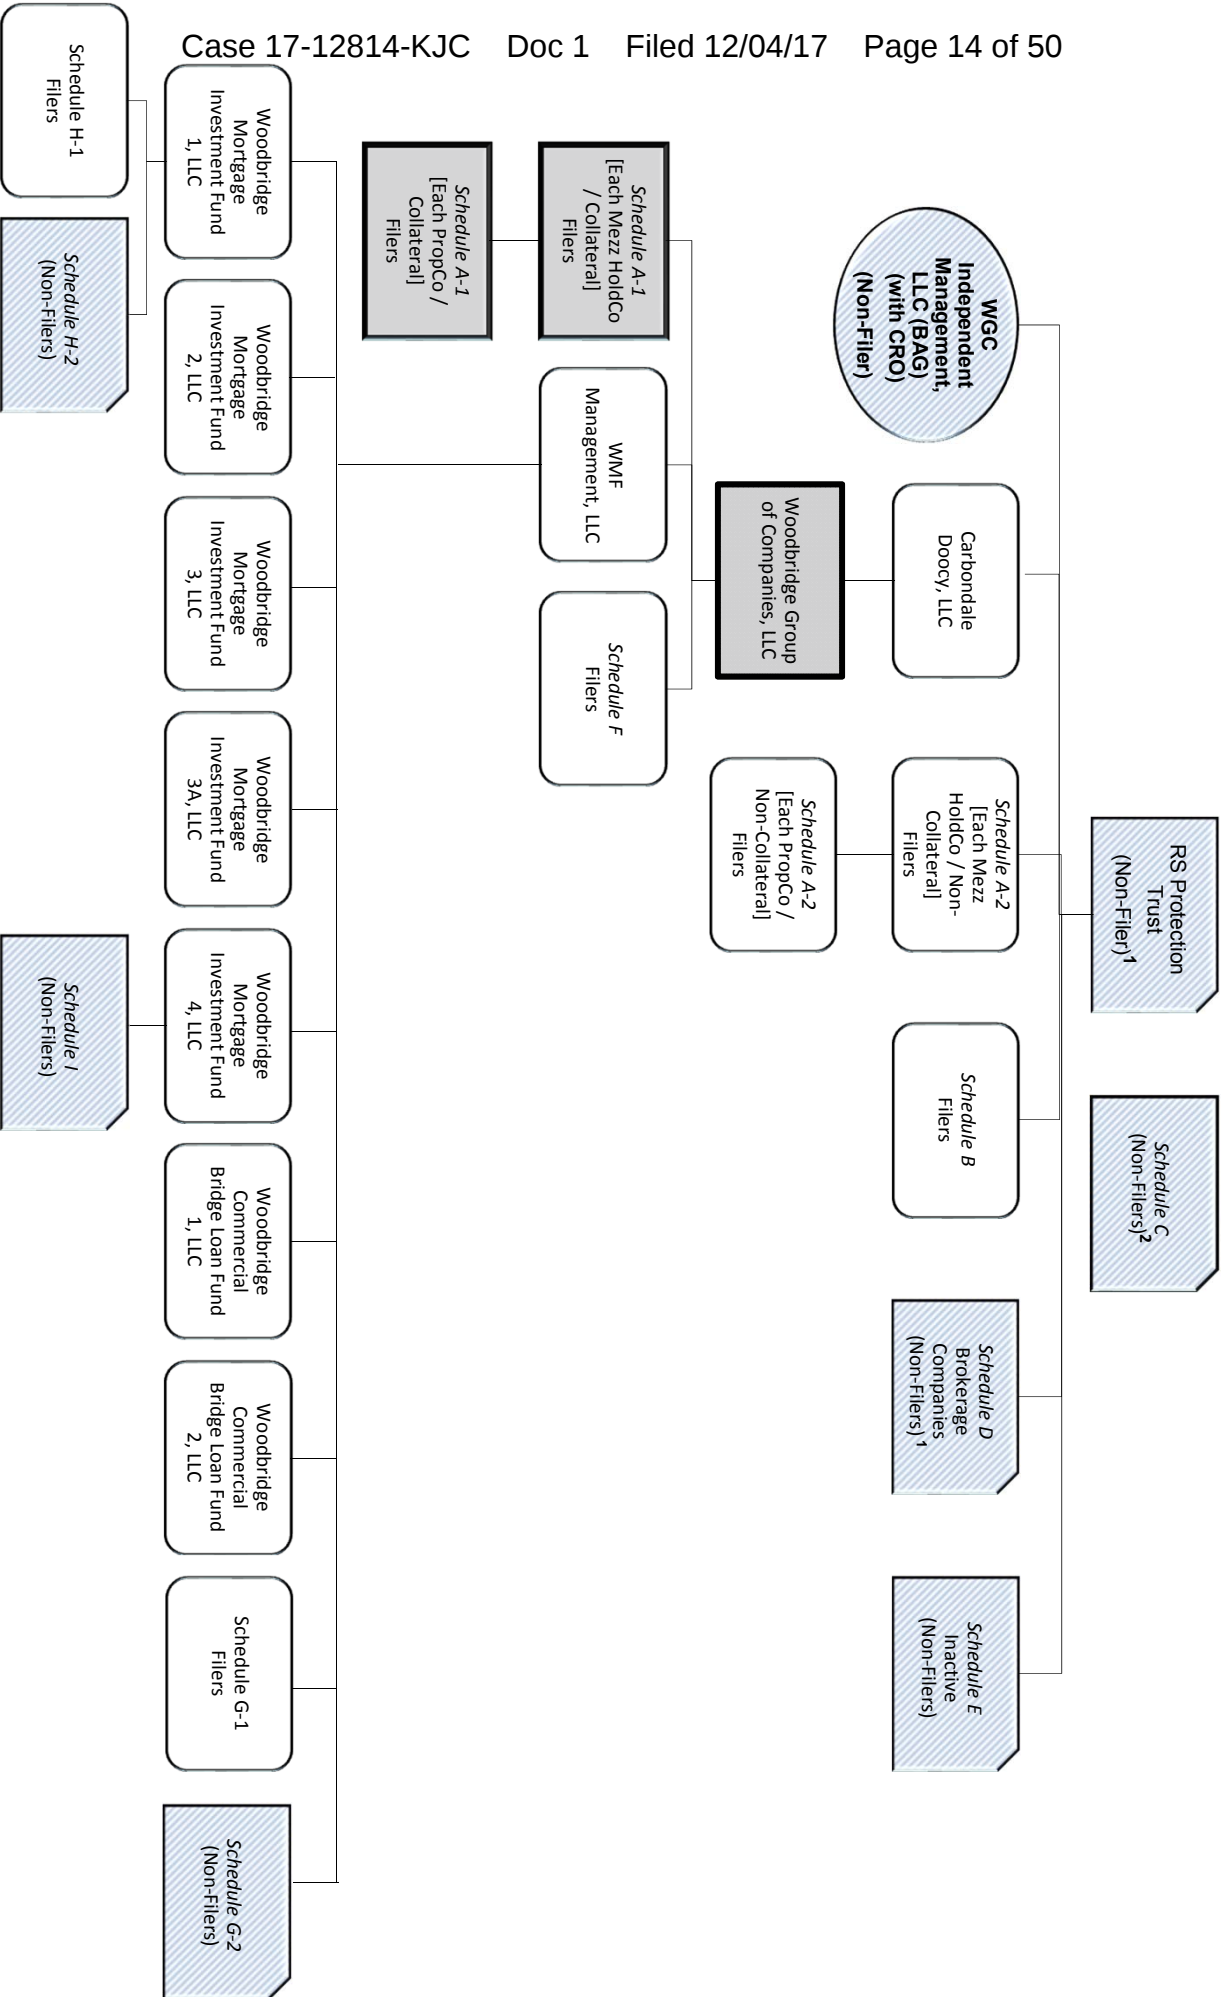 Case 17-12814-KJC Doc 1 Filed 12/04/17 Page 14 of 50
RS Protection
Trust
(Non-Filer)1
Schedule C
(Non-Filers)2
WGC
Independent
Management,
LLC (BAG)
(with CRO)
(Non-Filer)
Carbondale
Doocy, LLC
Schedule A-2
[Each Mezz
HoldCo / Non-
Collateral]
Filers
Schedule B
Filers
Schedule D
Brokerage
Companies
(Non-Filers) 1
Schedule E
Inactive
(Non-Filers)
Woodbridge Group
of Companies, LLC
Schedule A-2
[Each PropCo /
Non-Collateral]
Filers
Schedule A-1
[Each Mezz HoldCo
/ Collateral]
Filers
WMF
Management, LLC
Schedule F
Filers
Schedule A-1
[Each PropCo /
Collateral]
Filers
Woodbridge
Mortgage
Investment Fund
1, LLC
Woodbridge
Mortgage
Investment Fund
2, LLC
Woodbridge
Mortgage
Investment Fund
3, LLC
Woodbridge
Mortgage
Investment Fund
3A, LLC
Woodbridge
Mortgage
Investment Fund
4, LLC
Woodbridge
Commercial
Bridge Loan Fund
1, LLC
Woodbridge
Commercial
Bridge Loan Fund
2, LLC
Schedule G-1
Filers
Schedule G-2
(Non-Filers)
Schedule H-1
Filers
Schedule H-2
(Non-Filers)
Schedule I
(Non-Filers)